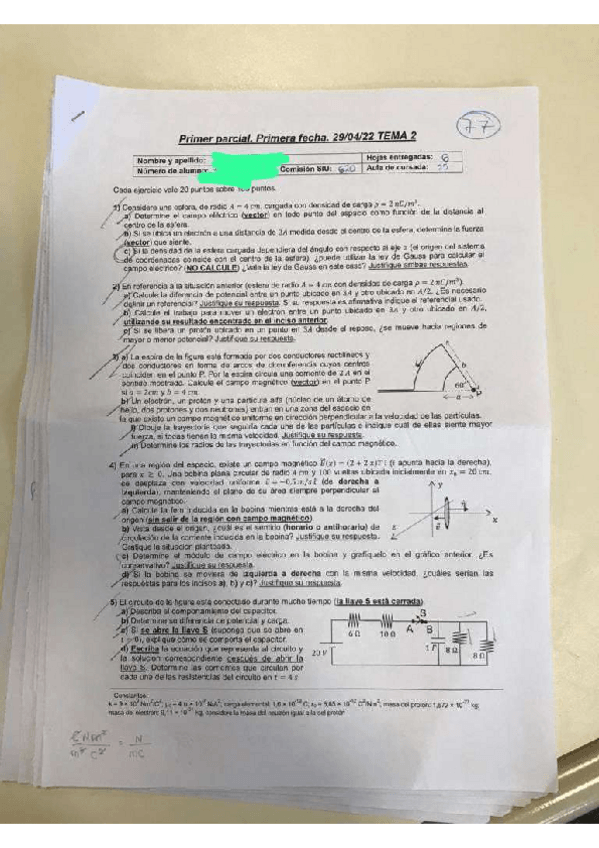 77
Primer parcial. Primera fecha. 29/04/22 TEMA 2
Nombre y apellido: Hojas entregadas: 6
Número de alumno: Comisión SIU: Aula de cursada:
Cada ejercicio vale 20 puntos sobre 100 puntos.
1) Considere una esfera, de radio A = 4 cm, cargada con densidad de carga ρ = 2 nC/m³.
a) Determine el campo eléctrico (vector) en todo punto del espacio como función de la distancia al
centro de la esfera.
b) Si se ubica un electrón a una distancia de 3A medida desde el centro de la esfera, determine la fuerza
(vector) que siente.
c) Si la densidad de la esfera cargada dependiera del ángulo con respecto al eje z (el origen del sistema
de coordenadas coincide con el centro de la esfera), ¿puede utilizar la ley de Gauss para calcular el
campo eléctrico? (NO CALCULE) ¿Vale la ley de Gauss en este caso? Justifique ambas respuestas.
2) En referencia a la situación anterior (esfera de radio A = 4 cm con densidad de carga ρ = 2 nC/m³).
a) Calcule la diferencia de potencial entre un punto ubicado en 3A y otro ubicado en A/2. ¿Es necesario
definir un referencial? Justifique su respuesta. Si su respuesta es afirmativa indique el referencial usado.
b) Calcule el trabajo para mover un electrón entre un punto ubicado en 3A y otro ubicado en A/2,
utilizando su resultado encontrado en el inciso anterior.
c) Si se libera un protón ubicado en un punto en 3A desde el reposo, ¿se mueve hacia regiones de
mayor o menor potencial? Justifique su respuesta.
3) a) La espira de la figura está formada por dos conductores rectilíneos y
dos conductores en forma de arcos de circunferencia cuyos centros
coinciden en el punto P. Por la espira circula una corriente de 2 A en el
sentido mostrado. Calcule el campo magnético (vector) en el punto P
si a = 2cm y b = 4 cm.
b) Un electrón, un protón y una partícula alfa (núcleo de un átomo de
helio, dos protones y dos neutrones) entran en una zona del espacio en
la que existe un campo magnético uniforme en dirección perpendicular a la velocidad de las partículas.
i) Dibuje la trayectoria que seguiría cada una de las partículas e indique cuál de ellas siente mayor
fuerza, si todas tienen la misma velocidad. Justifique su respuesta.
ii) Determine los radios de las trayectorias en función del campo magnético.
b
60°
a
P
4) En una región del espacio, existe un campo magnético (apunta hacia la derecha),
para x ≥ 0. Una bobina plana circular de radio 4 cm y 100 vueltas ubicada inicialmente en = 20 cm,
se desplaza con velocidad uniforme (de derecha a
izquierda), manteniendo el plano de su área siempre perpendicular al
campo magnético.
a) Calcule la fem inducida en la bobina mientras está a la derecha del
origen (sin salir de la región con campo magnético).
b) Vista desde el origen, ¿cuál es el sentido (horario o antihorario) de
circulación de la corriente inducida en la bobina? Justifique su respuesta.
Grafique la situación planteada.
c) Determine el módulo de campo eléctrico en la bobina y grafíquelo en el gráfico anterior. ¿Es
conservativo? Justifique su respuesta.
d) Si la bobina se moviera de izquierda a derecha con la misma velocidad, ¿cuáles serían las
respuestas para los incisos a), b) y c)? Justifique su respuesta.
y
x
5) El circuito de la figura está conectado durante mucho tiempo (la llave S está cerrada).
a) Describa el comportamiento del capacitor.
b) Determine su diferencia de potencial y carga.
c) Si se abre la llave S (suponga que se abre en
t = 0), explique cómo se comporta el capacitor.
d) Escriba la ecuación que representa al circuito y
la solución correspondiente después de abrir la
llave S. Determine las corrientes que circulan por
cada una de las resistencias del circuito en t = 4 s
S
6 Ω 10 Ω A B
20 V 8 Ω
8 Ω
Constantes: